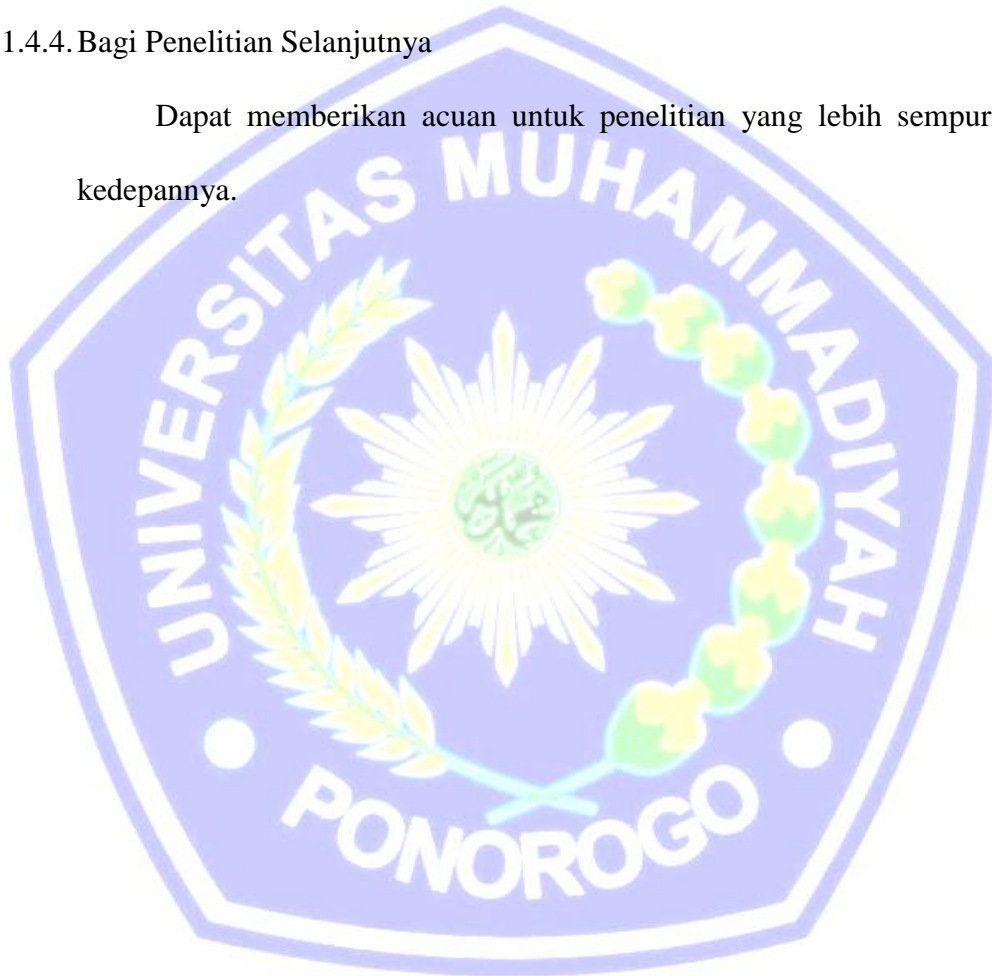 1.4.4. Bagi Penelitian Selanjutnya
Dapat memberikan acuan untuk penelitian yang lebih sempur
kedepannya.
UNIVERSITAS MUHAMMADIYAH
PONOROGO